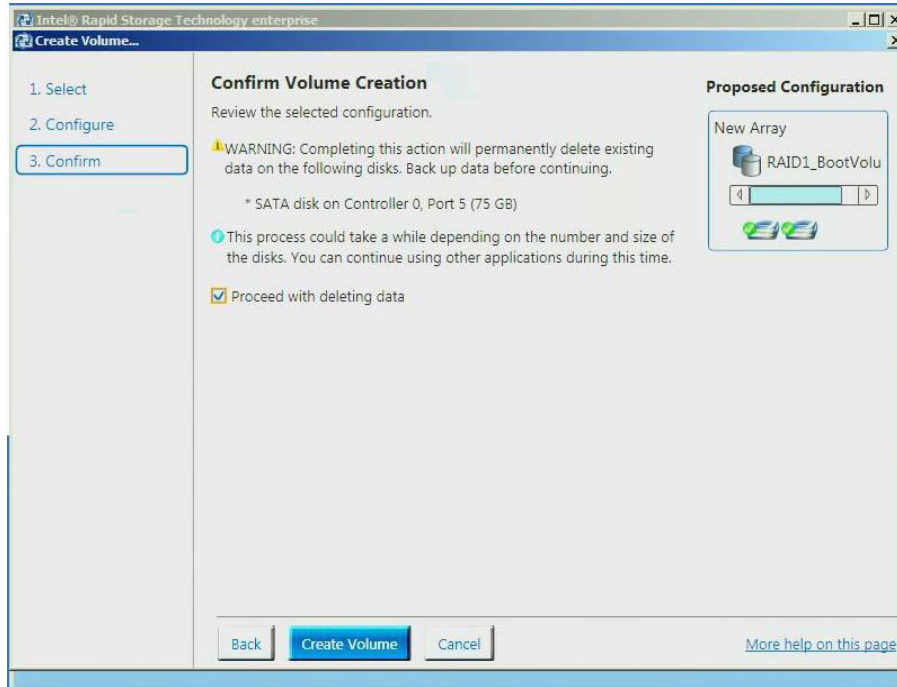 Intel® Rapid Storage Technology enterprise
Create Volume...
1. Select
2. Configure
3. Confirm
Confirm Volume Creation
Review the selected configuration.
WARNING: Completing this action will permanently delete existing
data on the following disks. Back up data before continuing.
* SATA disk on Controller 0, Port 5 (75 GB)
This process could take a while depending on the number and size of
the disks. You can continue using other applications during this time.
Proceed with deleting data
Proposed Configuration
New Array
RAID1_BootVolu
Back
Create Volume
Cancel
More help on this page